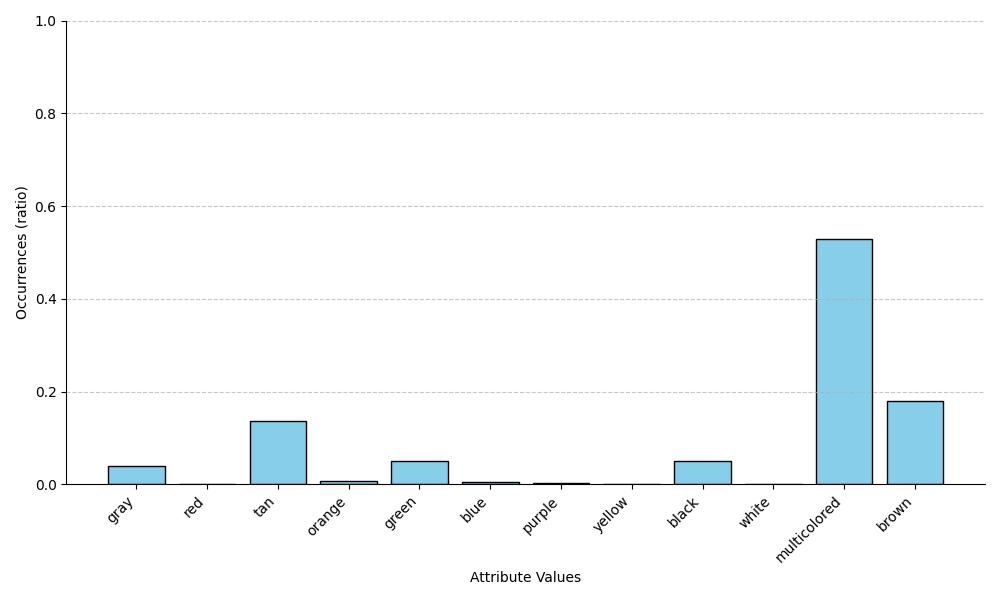 1.0
0.8
0.6
0.4
0.2
0.0
Occurrences (ratio)
gray
red
tan
orange
green
blue
purple
yellow
black
white
multicolored
brown
Attribute Values